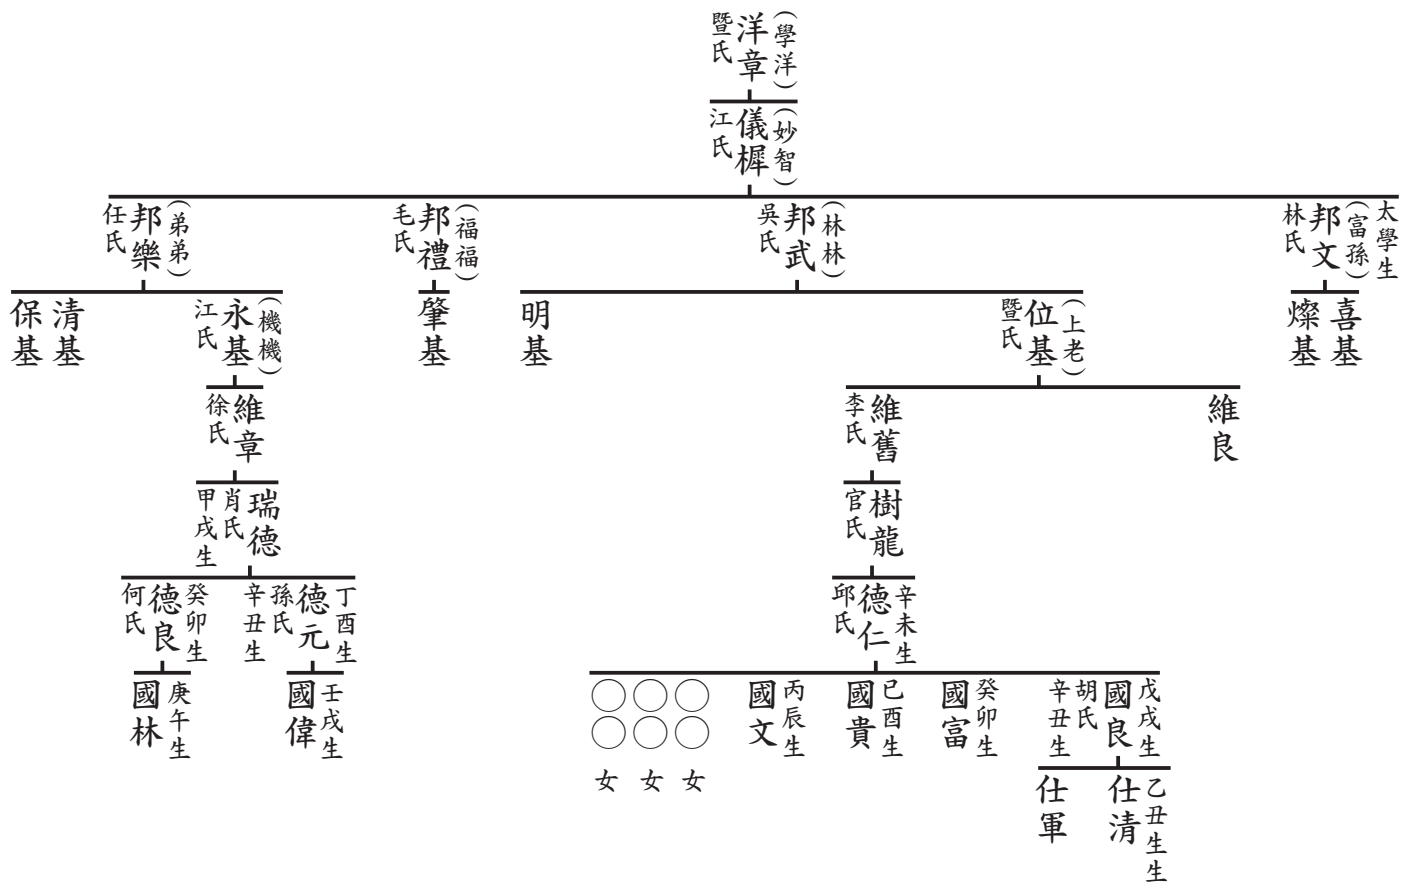 （學洋）
洋章
暨氏
（妙智）
儀樨
江氏
太學生
（富孫）
邦文
林氏
（林林）
邦武
吳氏
（福福）
邦禮
毛氏
（弟弟）
邦樂
任氏
喜基
燦基
（上老）
位基
暨氏
明基
肇基
（機機）
永基
江氏
清基
保基
維良
維舊
李氏
維章
徐氏
樹龍
官氏
瑞德
肖氏
甲戌生
辛未生
德仁
邱氏
丁酉生
德元
孫氏
辛丑生
癸卯生
德良
何氏
戊戌生
國良
胡氏
辛丑生
癸卯生
國富
已酉生
國貴
丙辰生
國文
〇〇女
〇〇女
〇〇女
壬戌生
國偉
庚午生
國林
乙丑生生
仕清
仕軍